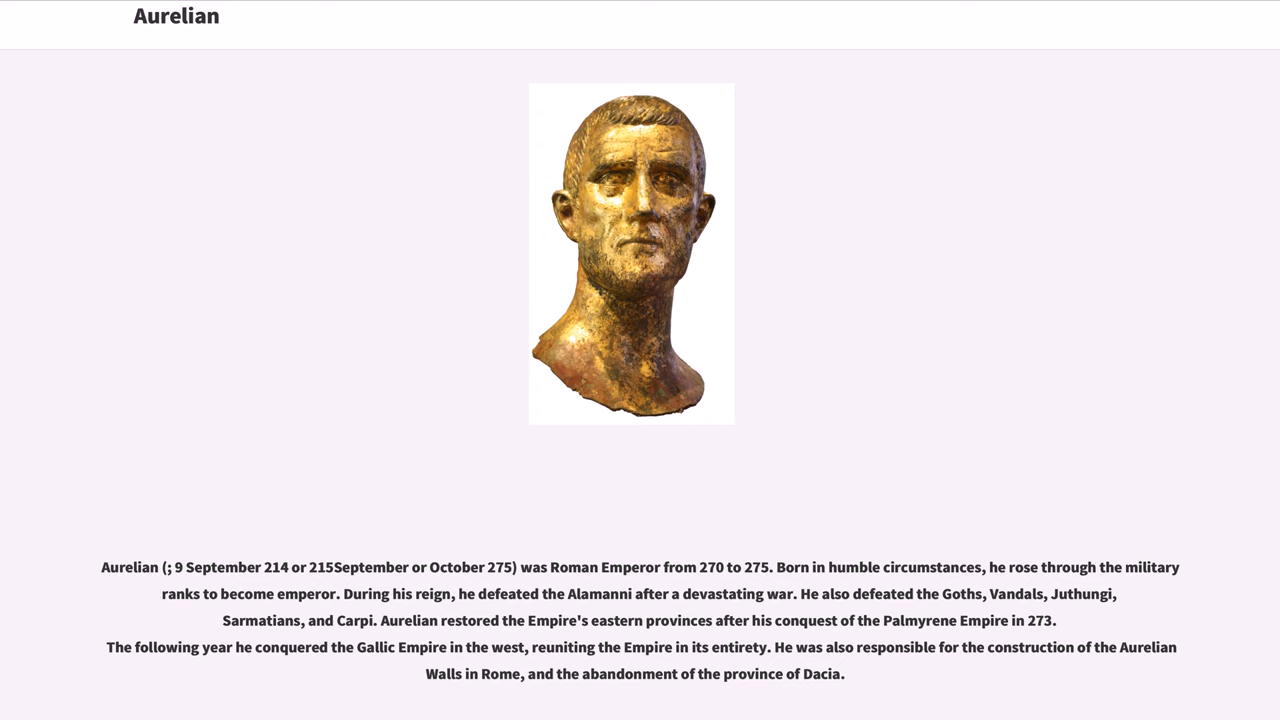 Aurelian
Aurelian (; 9 September 214 or 215September or October 275) was Roman Emperor from 270 to 275. Born in humble circumstances, he rose through the military
ranks to become emperor. During his reign, he defeated the Alamanni after a devastating war. He also defeated the Goths, Vandals, Juthungi,
Sarmatians, and Carpi. Aurelian restored the Empire's eastern provinces after his conquest of the Palmyrene Empire in 273.
The following year he conquered the Gallic Empire in the west, reuniting the Empire in its entirety. He was also responsible for the construction of the Aurelian
Walls in Rome, and the abandonment of the province of Dacia.